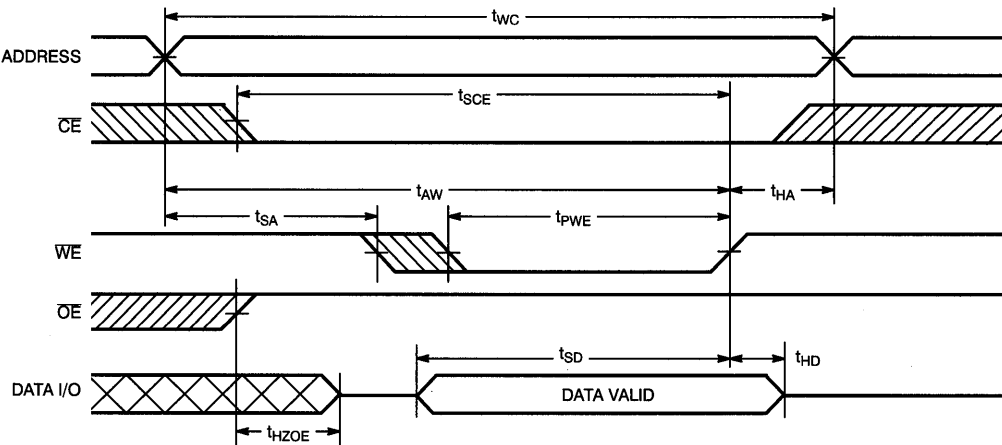 tWC
ADDRESS
tSCE
CE
tAW
tHA
tSA
tPWE
WE
OE
tSD
tHD
DATA I/O
DATA VALID
tHZOE